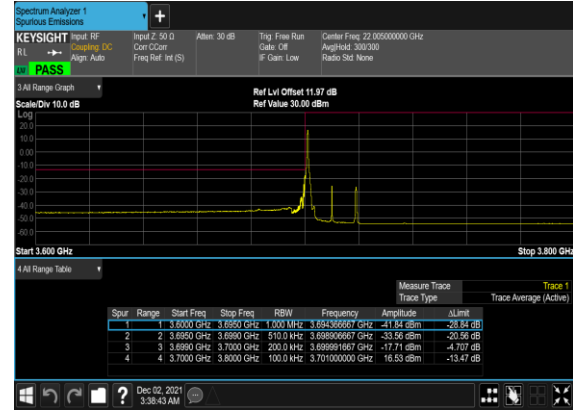 Spectrum Analyzer 1
Spurious Emissions
+
KEYSIGHT Input: RF Input Z: 50 Ω Atten: 30 dB Trig: Free Run Center Freq: 22.005000000 GHz
RL Coupling: DC Corr CCorr Gate: Off Avg|Hold: 300/300
Align: Auto Freq Ref: Int (S) IF Gain: Low Radio Std: None
PASS
3 All Range Graph
Ref Lvl Offset 11.97 dB
Scale/Div 10.0 dB Ref Value 30.00 dBm
Log
20.0
10.0
0.00
-10.0
-20.0
-30.0
-40.0
-50.0
-60.0
Start 3.600 GHz Stop 3.800 GHz
4 All Range Table
Measure Trace Trace 1
Trace Type Trace Average (Active)
Spur Range Start Freq Stop Freq RBW Frequency Amplitude ΔLimit
1 1 3.6000 GHz 3.6950 GHz 1.000 MHz 3.694366667 GHz -41.84 dBm -28.84 dB
2 2 3.6950 GHz 3.6990 GHz 510.0 kHz 3.698906667 GHz -33.56 dBm -20.56 dB
3 3 3.6990 GHz 3.7000 GHz 200.0 kHz 3.699991667 GHz -17.71 dBm -4.707 dB
4 4 3.7000 GHz 3.8000 GHz 100.0 kHz 3.701000000 GHz 16.53 dBm -13.47 dB
? Dec 02, 2021
3:38:43 AM